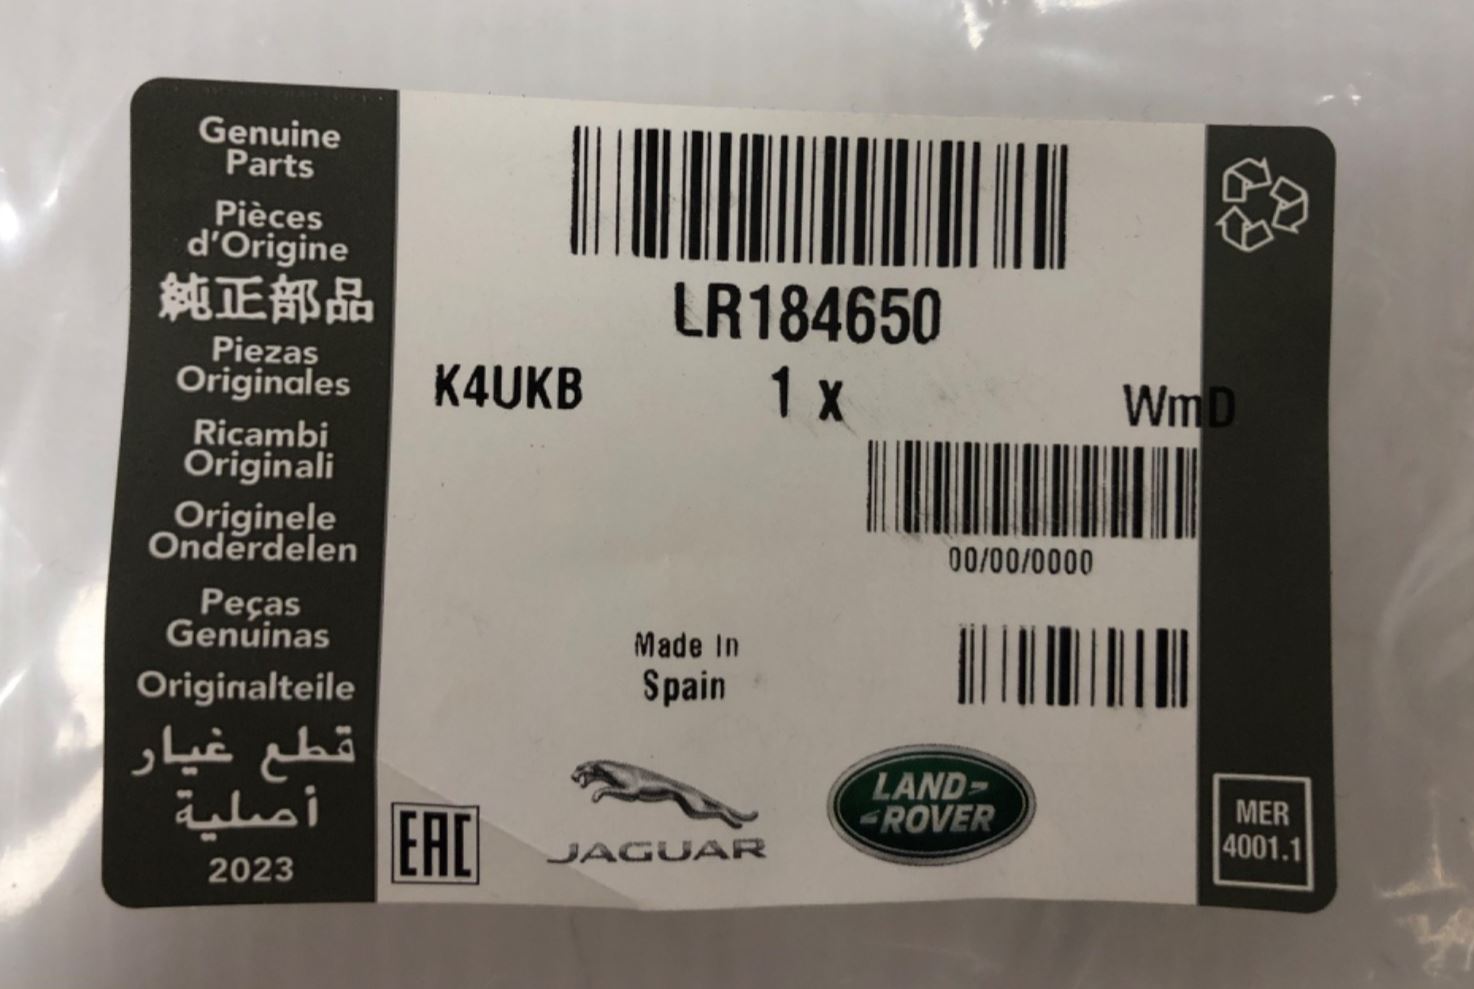 Genuine
Parts
Pièces
d'Origine
純正部品
Piezas
Originales
Ricambi
Originali
Originele
Onderdelen
Peças
Genuinas
Originalteile
قطع غيار
أصلية
2023
LR184650
K4UKB 1 x WmD
00/00/0000
Made In
Spain
EAC
JAGUAR
LAND-
-ROVER
MER
4001.1